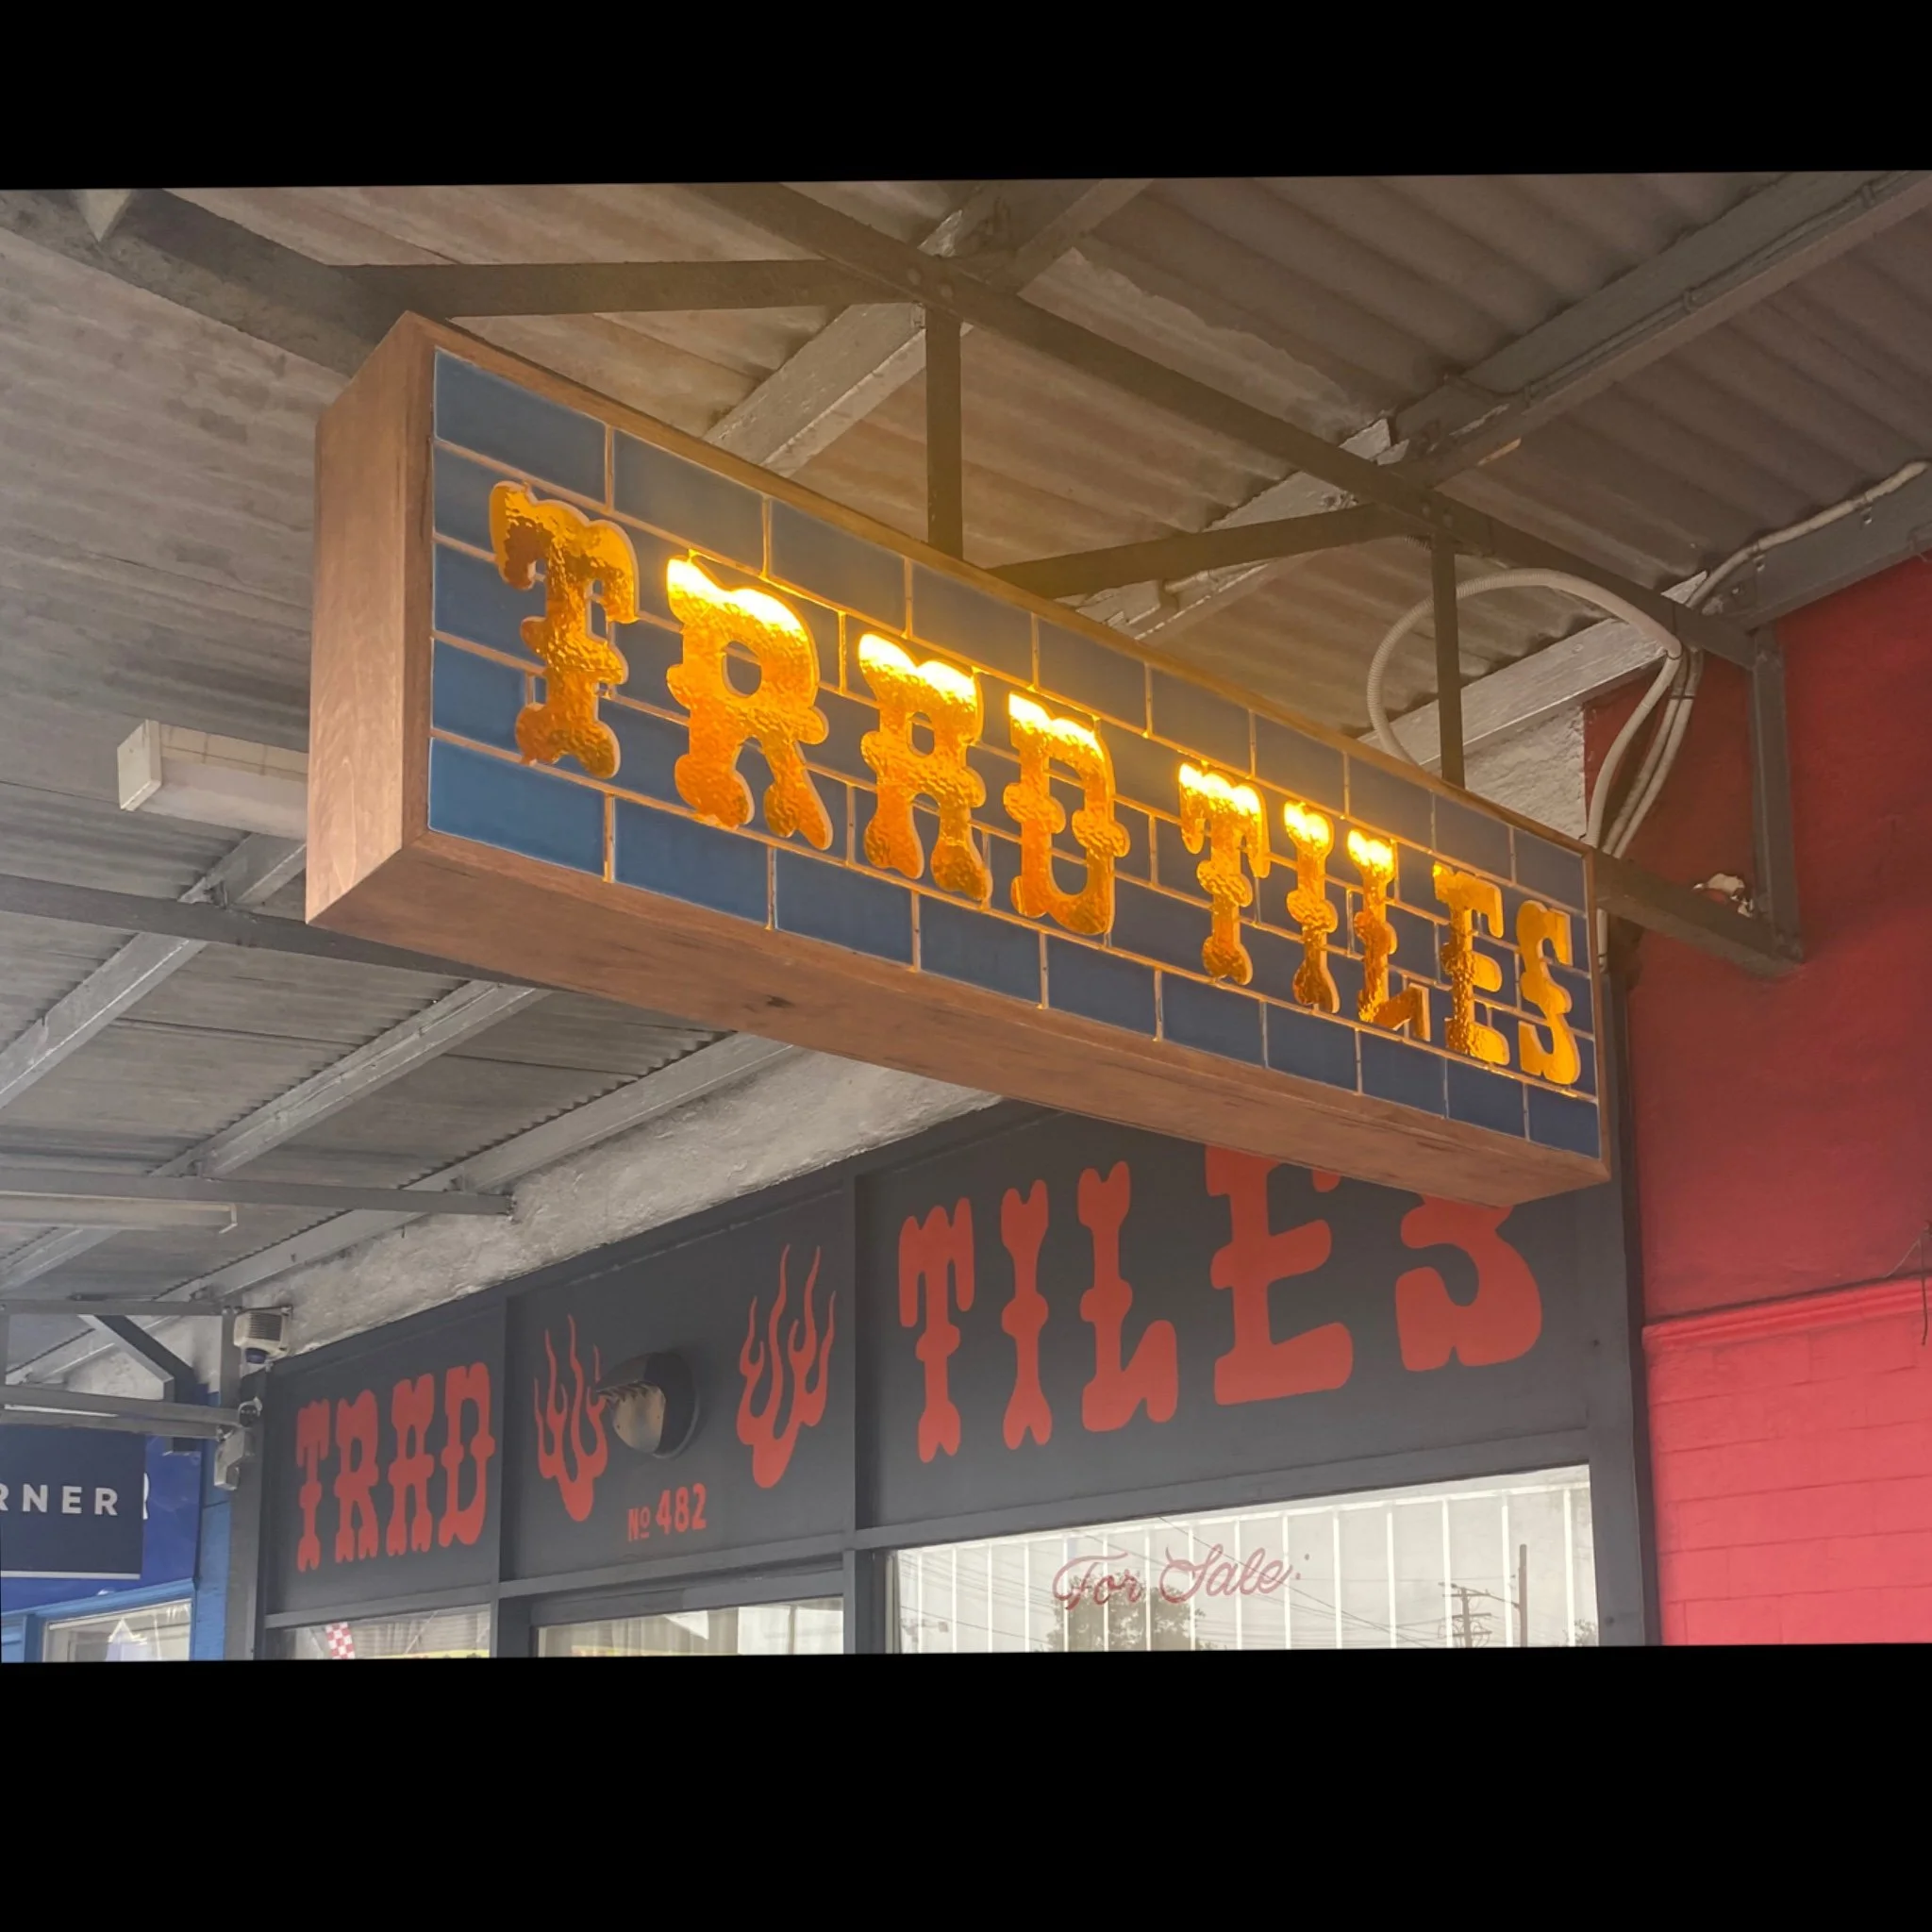 TRAD TILES
TRAD
TILES
No 482
For Sale:
RNER